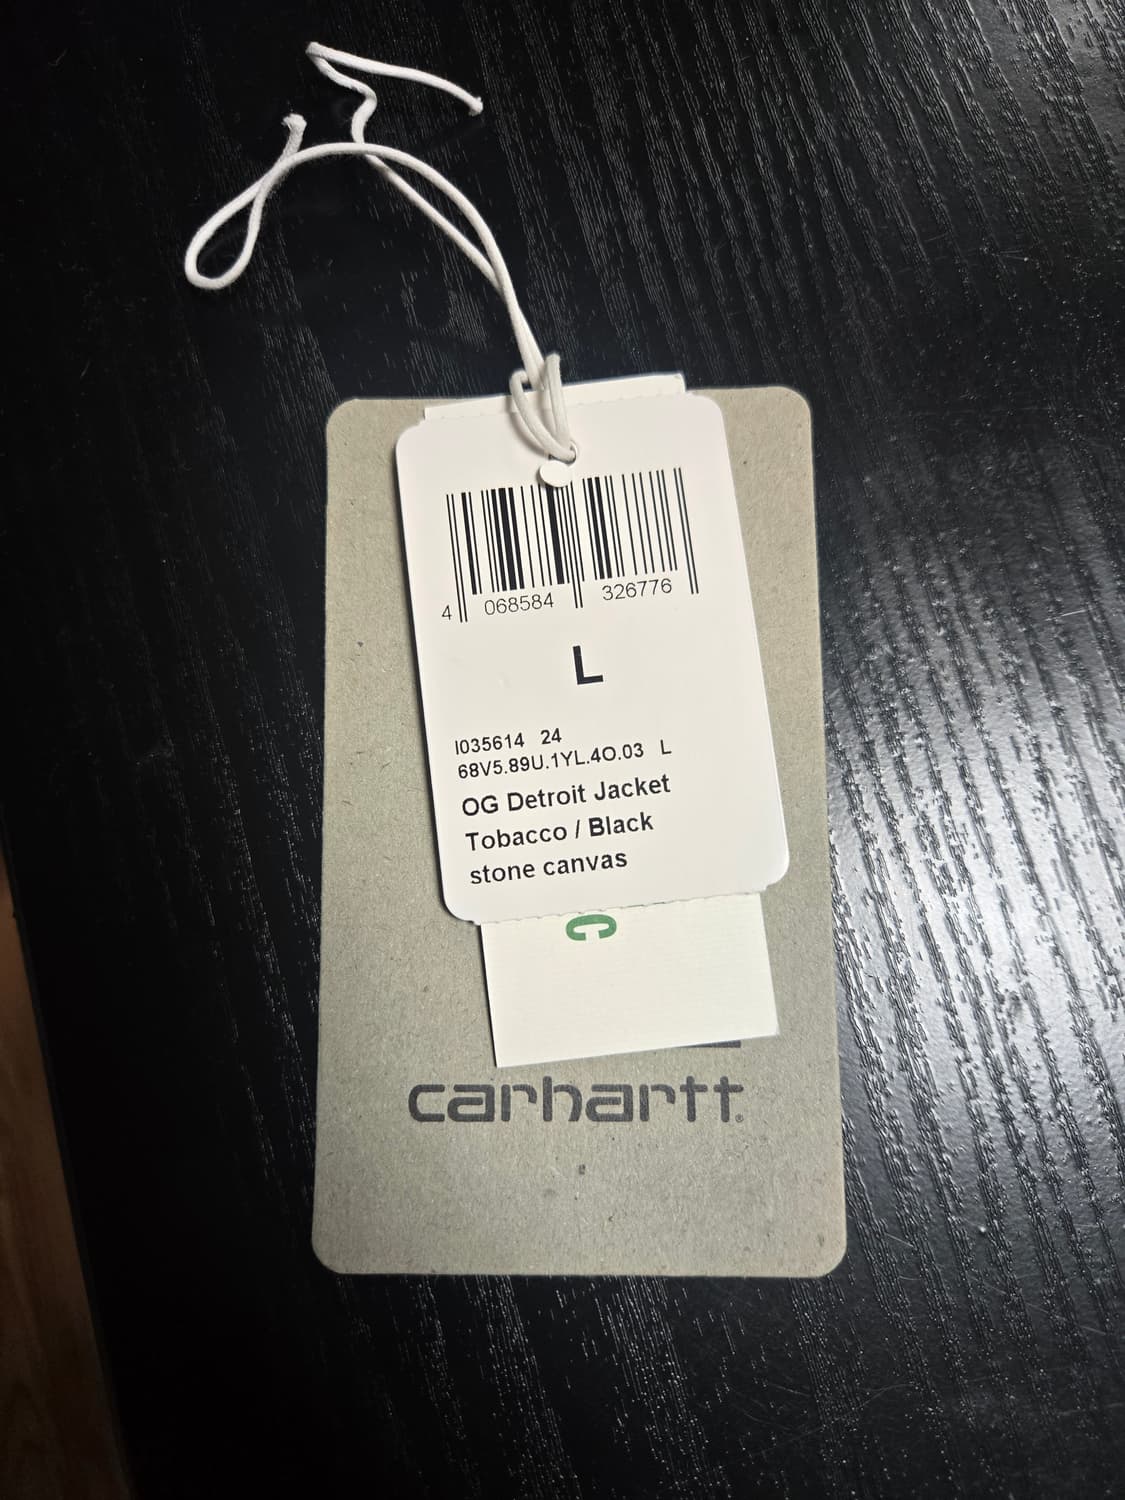 4 068584 326776
L
I035614 24
68V5.89U.1YL.4O.03 L
OG Detroit Jacket
Tobacco / Black
stone canvas
C
carhartt®